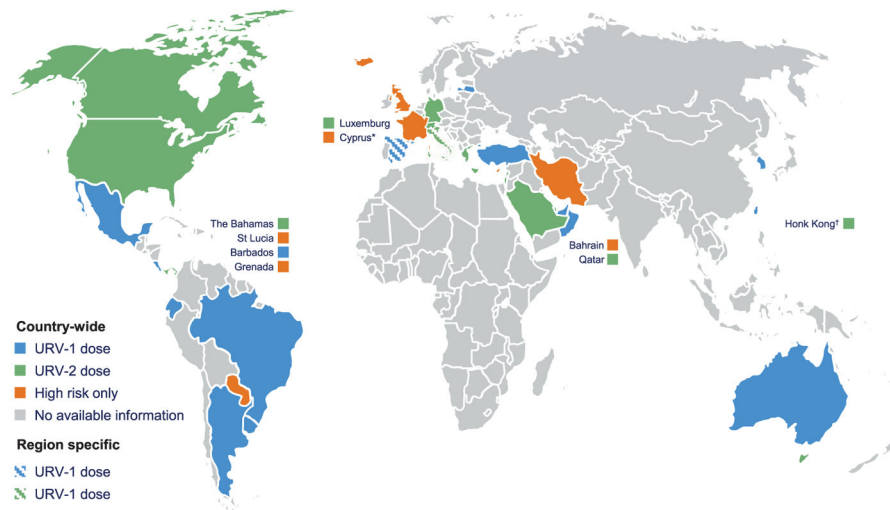 Luxemburg
Cyprus*
The Bahamas
St Lucia
Barbados
Grenada
Honk Kong†
Bahrain
Qatar
Country-wide
URV-1 dose
URV-2 dose
High risk only
No available information
Region specific
URV-1 dose
URV-1 dose